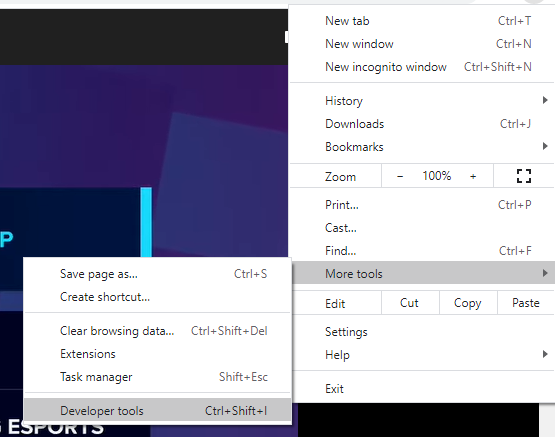 New tab Ctrl+T
New window Ctrl+N
New incognito window Ctrl+Shift+N
History
Downloads Ctrl+J
Bookmarks
Zoom − 100% +
Print... Ctrl+P
Cast...
Find... Ctrl+F
More tools
Edit Cut Copy Paste
Settings
Help
Exit
P
Save page as... Ctrl+S
Create shortcut...
Clear browsing data... Ctrl+Shift+Del
Extensions
Task manager Shift+Esc
Developer tools Ctrl+Shift+I
G ESPORTS